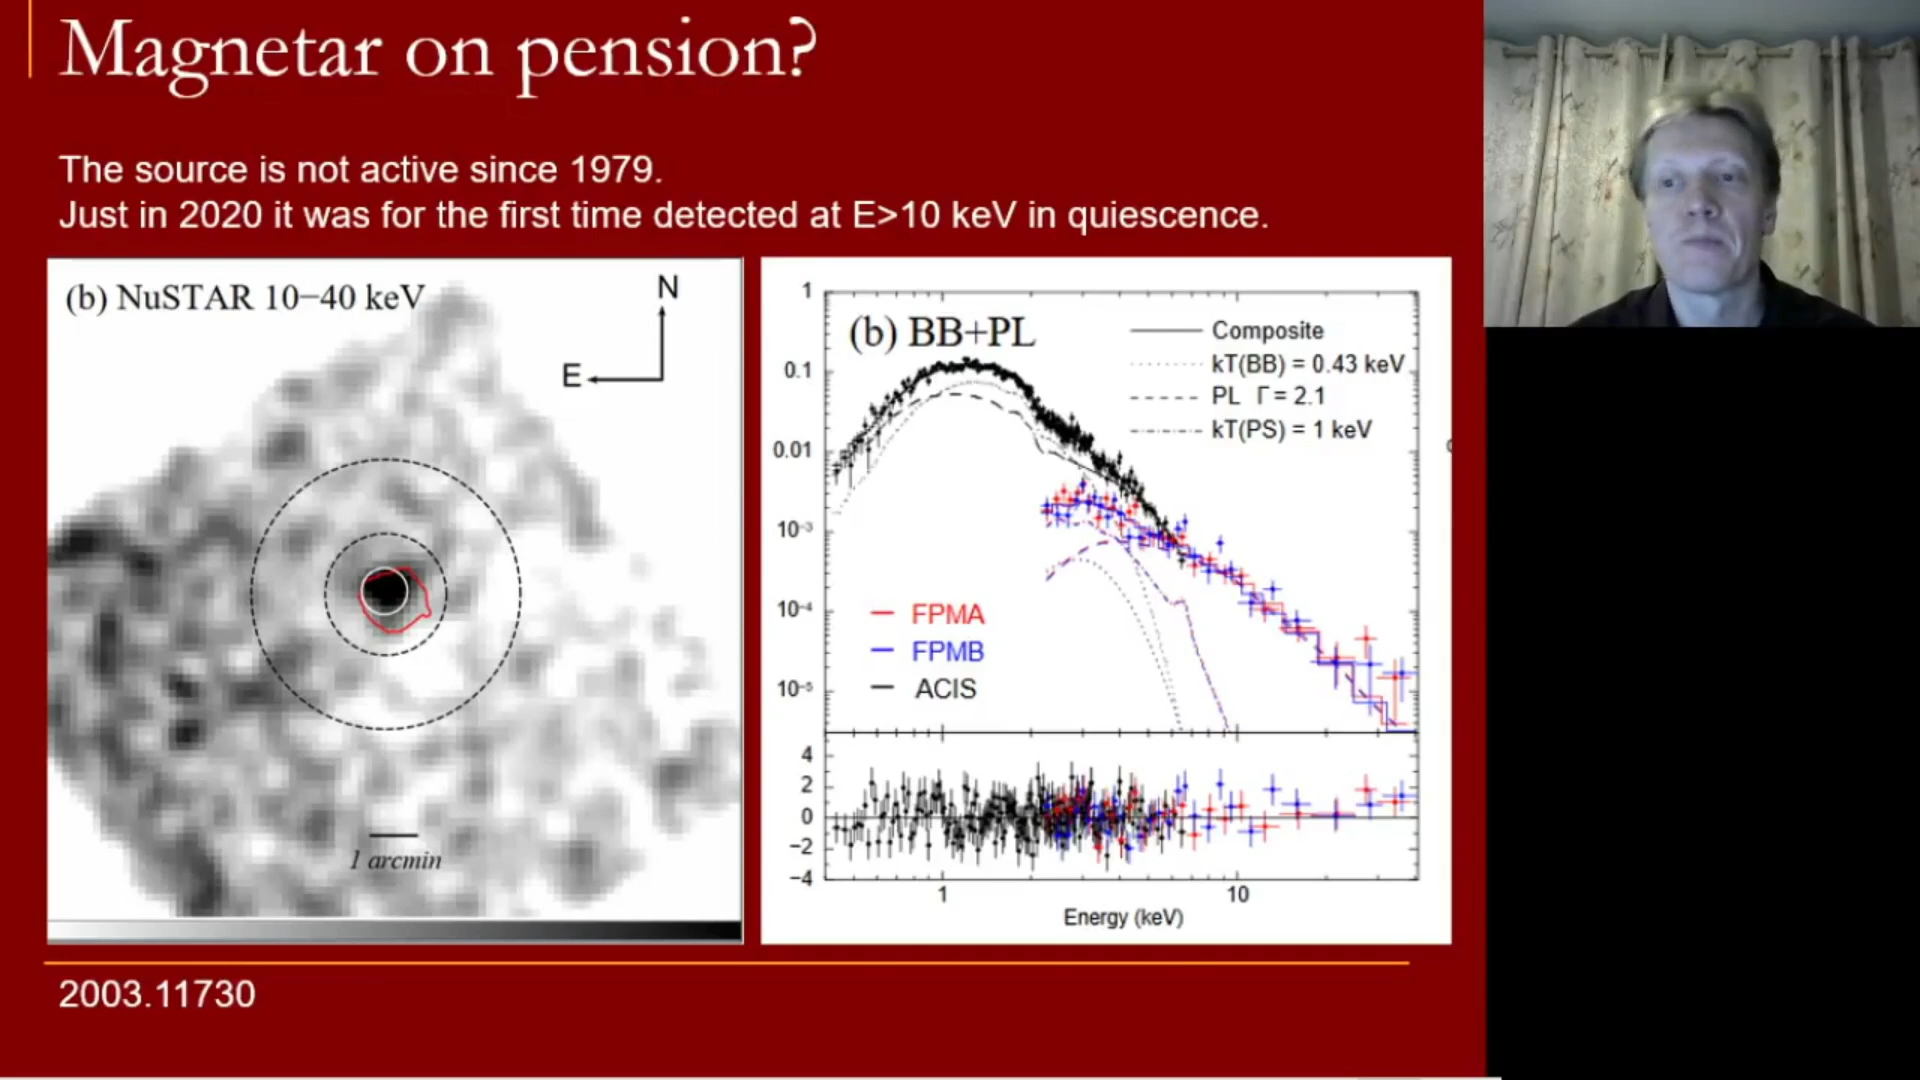 Magnetar on pension?
The source is not active since 1979.
Just in 2020 it was for the first time detected at E>10 keV in quiescence.
(b) NuSTAR 10−40 keV
N
E
1 arcmin
(b) BB+PL
Composite
kT(BB) = 0.43 keV
PL Γ = 2.1
kT(PS) = 1 keV
1
0.1
0.01
10⁻³
10⁻⁴
10⁻⁵
FPMA
FPMB
ACIS
4
2
0
−2
−4
1 10
Energy (keV)
2003.11730